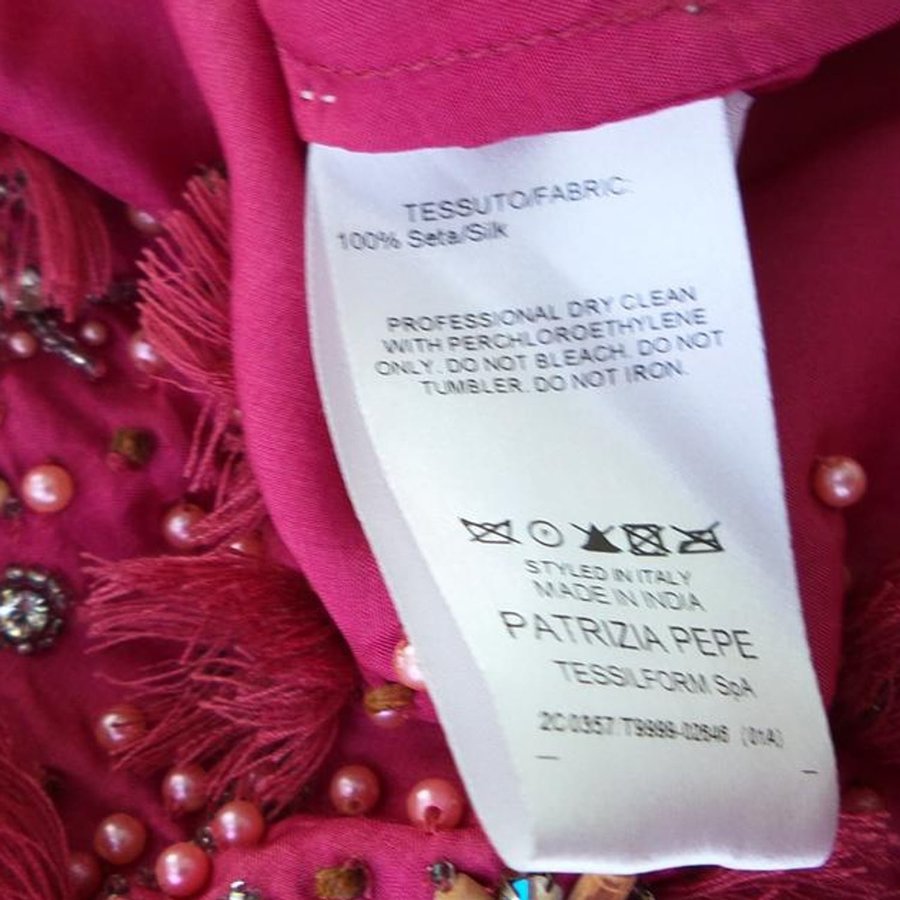 TESSUTO/FABRIC:
100% Seta/Silk
PROFESSIONAL DRY CLEAN
WITH PERCHLOROETHYLENE
ONLY. DO NOT BLEACH. DO NOT
TUMBLER. DO NOT IRON.
STYLED IN ITALY
MADE IN INDIA
PATRIZIA PEPE
TESSILFORM SpA
2C0357/T9999-02646 (01A)